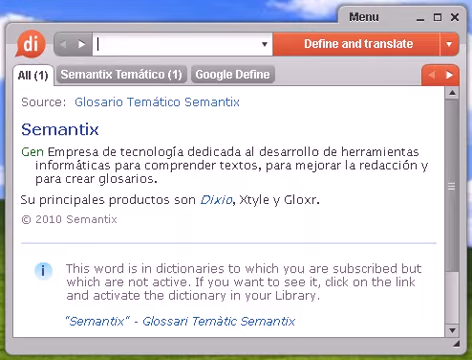 Menu
di
Define and translate
All (1)
Semantix Temático (1)
Google Define
Source: Glosario Temático Semantix
Semantix
Gen Empresa de tecnología dedicada al desarrollo de herramientas
informáticas para comprender textos, para mejorar la redacción y
para crear glosarios.
Su principales productos son Dixio, Xtyle y Gloxr.
© 2010 Semantix
i
This word is in dictionaries to which you are subscribed but
which are not active. If you want to see it, click on the link
and activate the dictionary in your Library.
"Semantix" - Glossari Temàtic Semantix